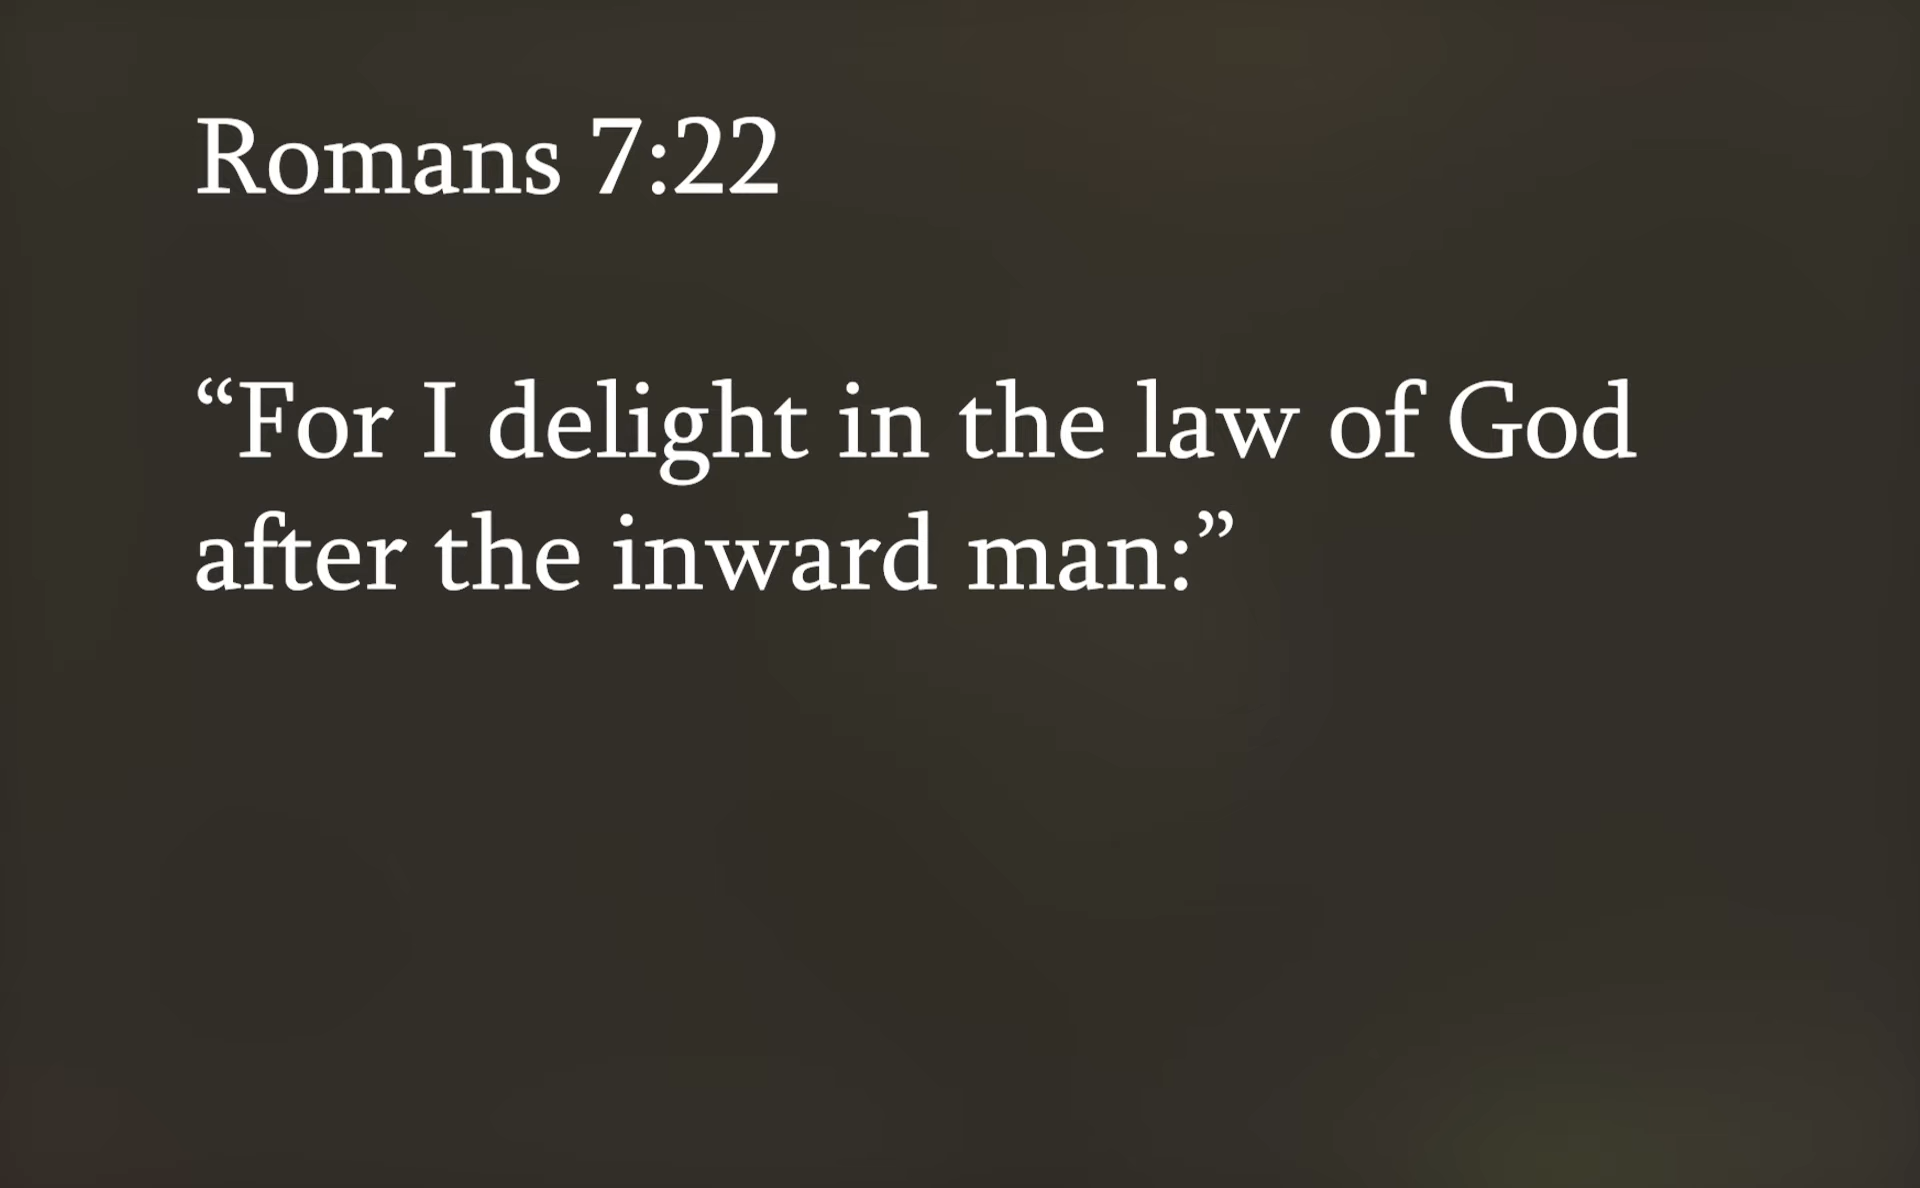 Romans 7:22
“For I delight in the law of God
after the inward man:”